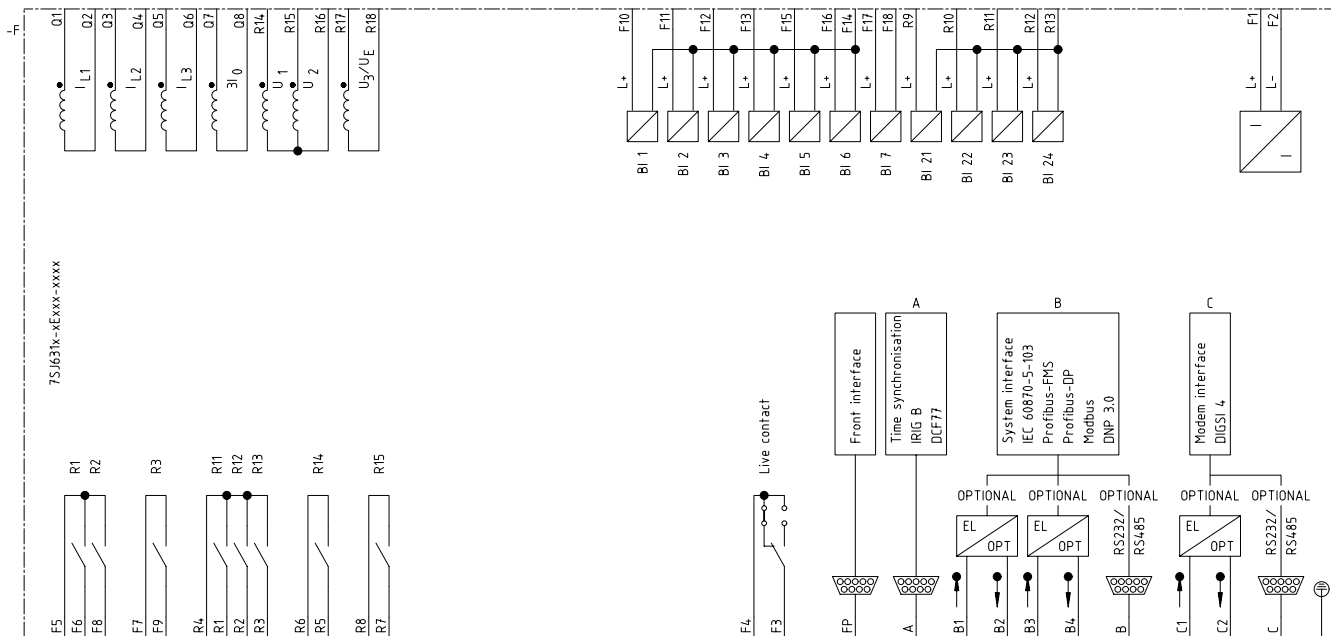 -F
Q1
Q2
Q3
Q4
Q5
Q6
Q7
Q8
R14
R15
R16
R17
R18
F10
F11
F12
F13
F15
F16
F14
F17
F18
R9
R10
R11
R12
R13
F1
F2
IL1
IL2
IL3
3I0
U1
U2
U3/UE
L+
L+
L+
L+
L+
L+
L+
L+
L+
L+
L+
L+
L-
BI 1
BI 2
BI 3
BI 4
BI 5
BI 6
BI 7
BI 21
BI 22
BI 23
BI 24
7SJ631x-xExxx-xxxx
A
B
C
Front interface
Time synchronisation
IRIG B
DCF77
System interface
IEC 60870-5-103
Profibus-FMS
Profibus-DP
Modbus
DNP 3.0
Modem interface
DIGSI 4
R1
R2
R3
R11
R12
R13
R14
R15
Live contact
OPTIONAL
OPTIONAL
OPTIONAL
OPTIONAL
OPTIONAL
EL
OPT
EL
OPT
RS232/
RS485
EL
OPT
RS232/
RS485
F5
F6
F8
F7
F9
R4
R1
R2
R3
R6
R5
R8
R7
F4
F3
FP
A
B1
B2
B3
B4
B
C1
C2
C